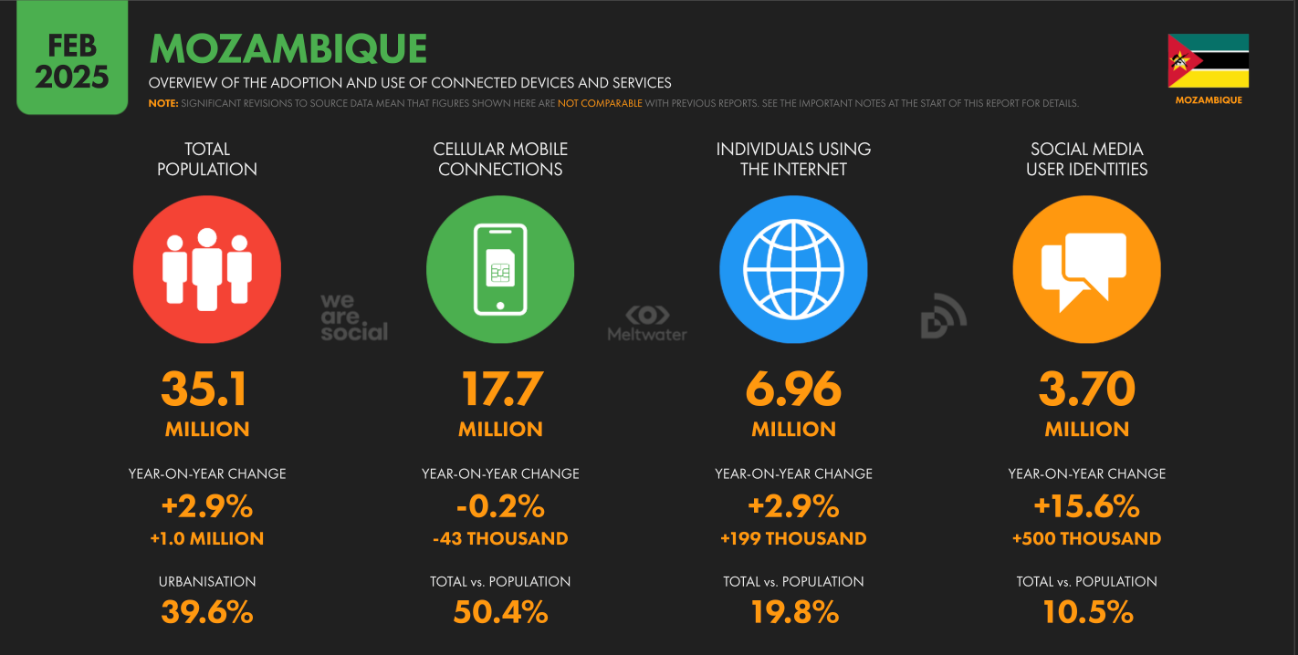 FEB
2025
MOZAMBIQUE
OVERVIEW OF THE ADOPTION AND USE OF CONNECTED DEVICES AND SERVICES
NOTE: SIGNIFICANT REVISIONS TO SOURCE DATA MEAN THAT FIGURES SHOWN HERE ARE NOT COMPARABLE WITH PREVIOUS REPORTS. SEE THE IMPORTANT NOTES AT THE START OF THIS REPORT FOR DETAILS.
MOZAMBIQUE
TOTAL
POPULATION
35.1
MILLION
YEAR-ON-YEAR CHANGE
+2.9%
+1.0 MILLION
URBANISATION
39.6%
we
are
social
CELLULAR MOBILE
CONNECTIONS
17.7
MILLION
YEAR-ON-YEAR CHANGE
-0.2%
-43 THOUSAND
TOTAL vs. POPULATION
50.4%
Meltwater
INDIVIDUALS USING
THE INTERNET
6.96
MILLION
YEAR-ON-YEAR CHANGE
+2.9%
+199 THOUSAND
TOTAL vs. POPULATION
19.8%
SOCIAL MEDIA
USER IDENTITIES
3.70
MILLION
YEAR-ON-YEAR CHANGE
+15.6%
+500 THOUSAND
TOTAL vs. POPULATION
10.5%